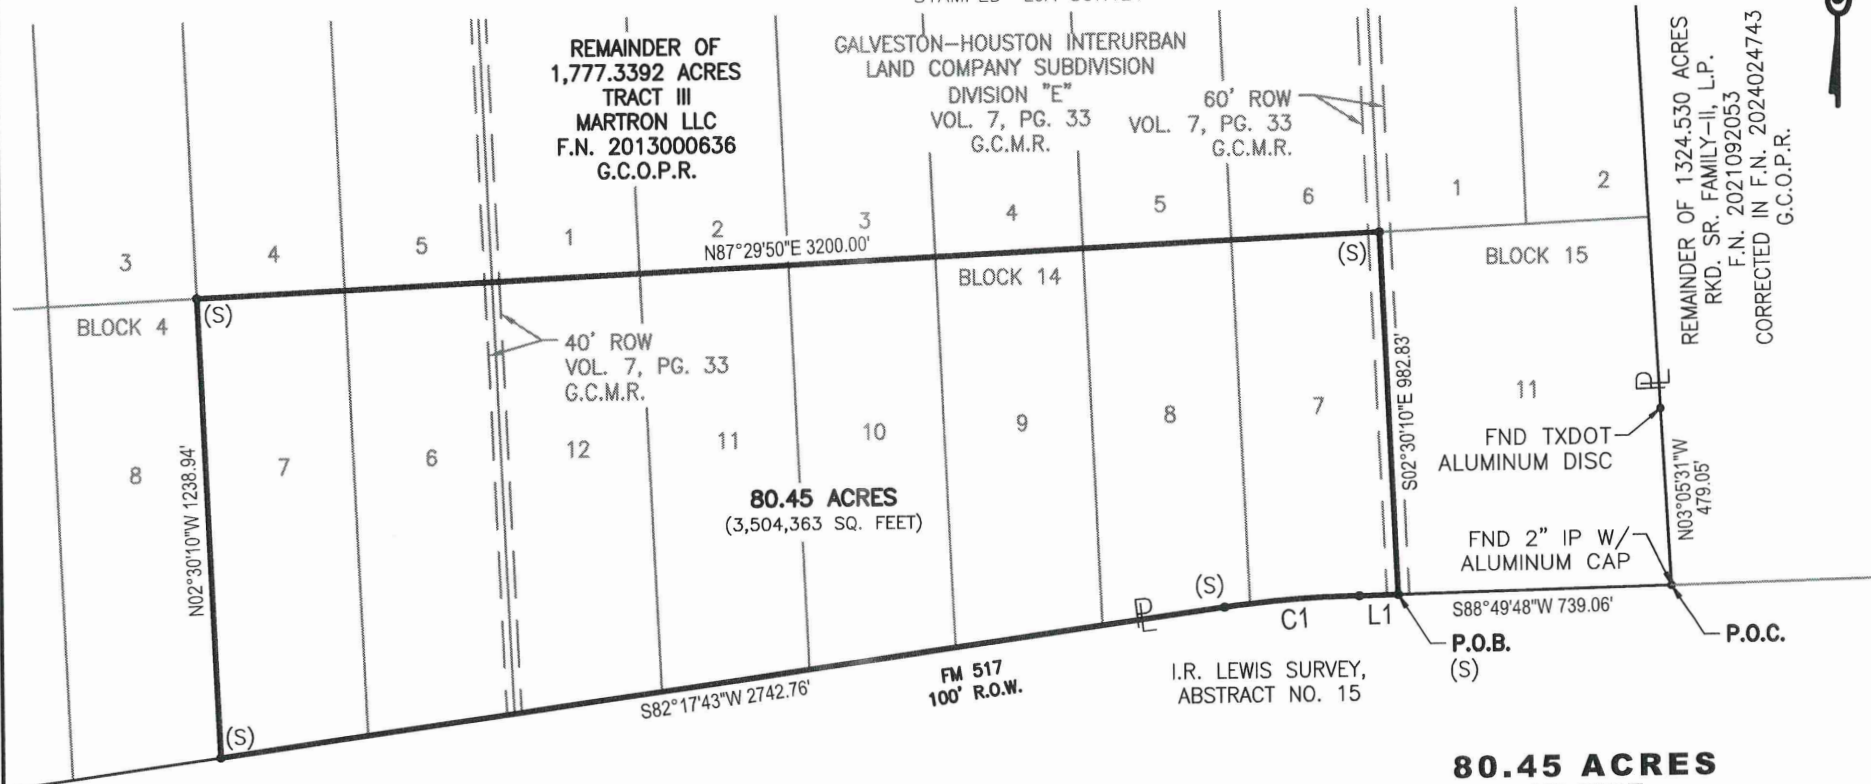 REMAINDER OF
1,777.3392 ACRES
TRACT III
MARTRON LLC
F.N. 2013000636
G.C.O.P.R.
GALVESTON-HOUSTON INTERURBAN
LAND COMPANY SUBDIVISION
DIVISION "E"
VOL. 7, PG. 33
G.C.M.R.
60' ROW
VOL. 7, PG. 33
G.C.M.R.
REMAINDER OF 1324.530 ACRES
RKD. SR. FAMILY-II, L.P.
F.N. 2021092053
CORRECTED IN F.N. 2024024743
G.C.O.P.R.
3
4
5
1
2
3
4
5
6
1
2
N87°29'50"E 3200.00'
(S)
(S)
BLOCK 4
BLOCK 14
BLOCK 15
40' ROW
VOL. 7, PG. 33
G.C.M.R.
8
7
6
12
11
10
9
8
7
11
N02°30'10"W 1238.94'
S02°30'10"E 982.83'
PL
FND TXDOT
ALUMINUM DISC
N03°05'31"W
479.05'
80.45 ACRES
(3,504,363 SQ. FEET)
FND 2" IP W/
ALUMINUM CAP
(S)
PL
C1
L1
S88°49'48"W 739.06'
P.O.B.
(S)
P.O.C.
S82°17'43"W 2742.76'
FM 517
100' R.O.W.
I.R. LEWIS SURVEY,
ABSTRACT NO. 15
(S)
80.45 ACRES